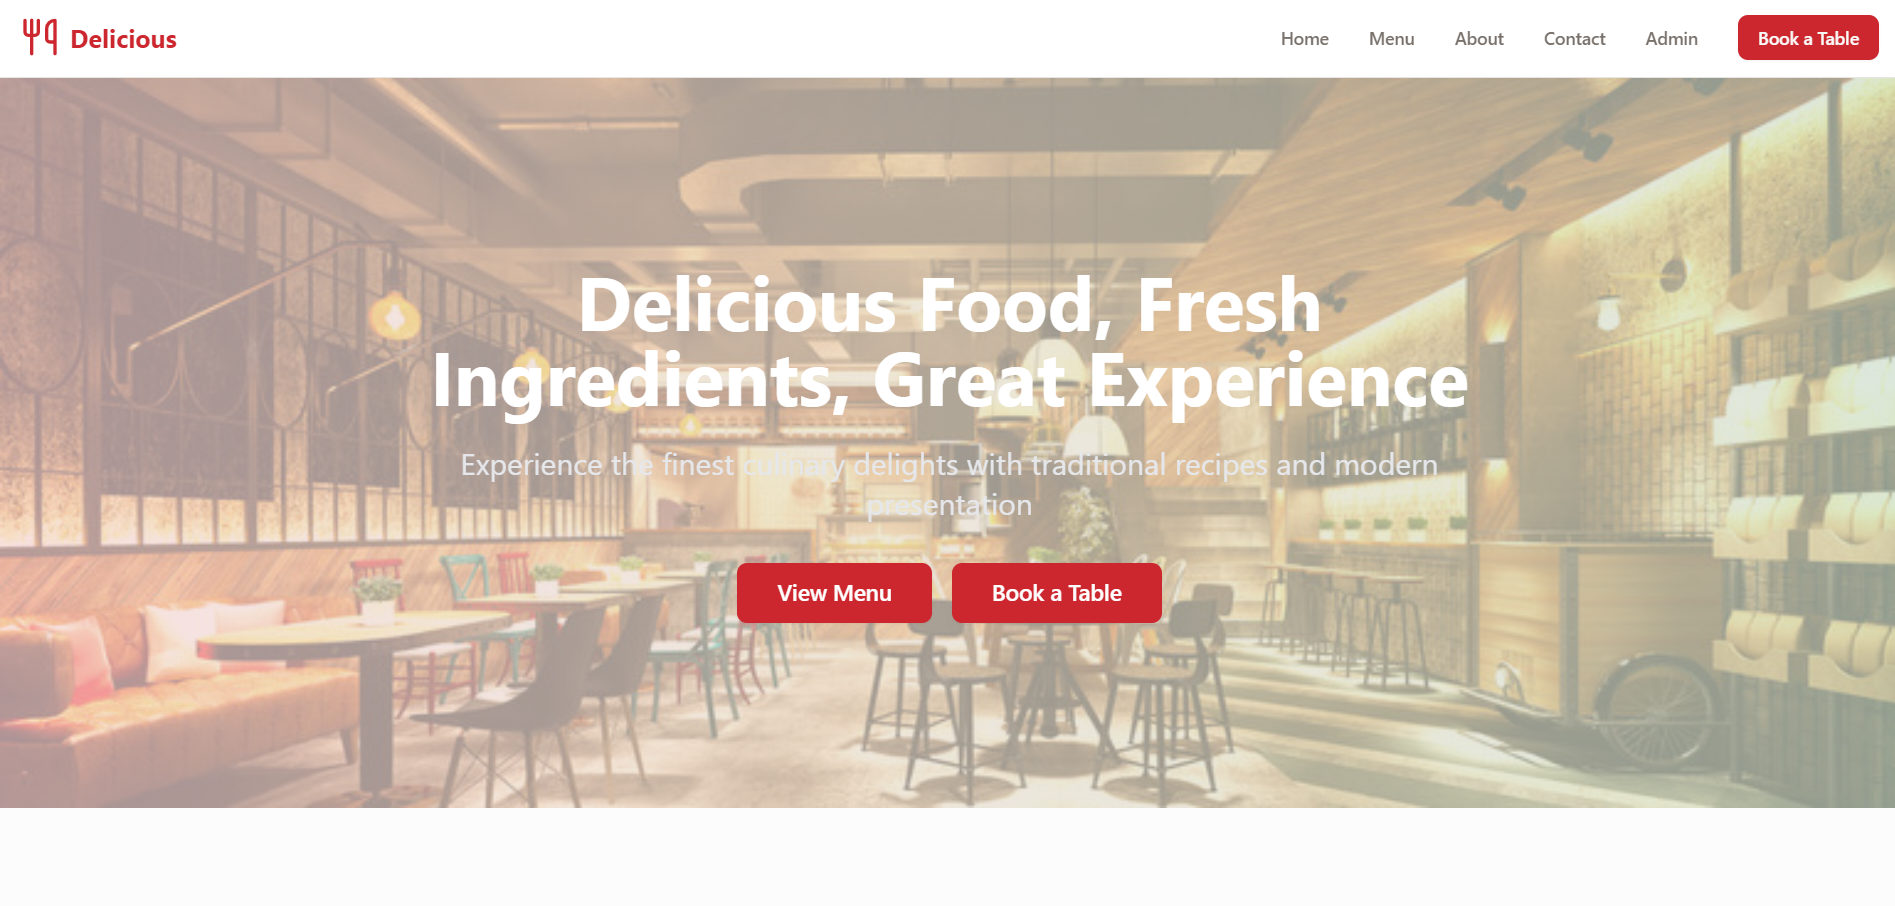 Delicious
Home
Menu
About
Contact
Admin
Book a Table
Delicious Food, Fresh
Ingredients, Great Experience
Experience the finest culinary delights with traditional recipes and modern
presentation
View Menu
Book a Table